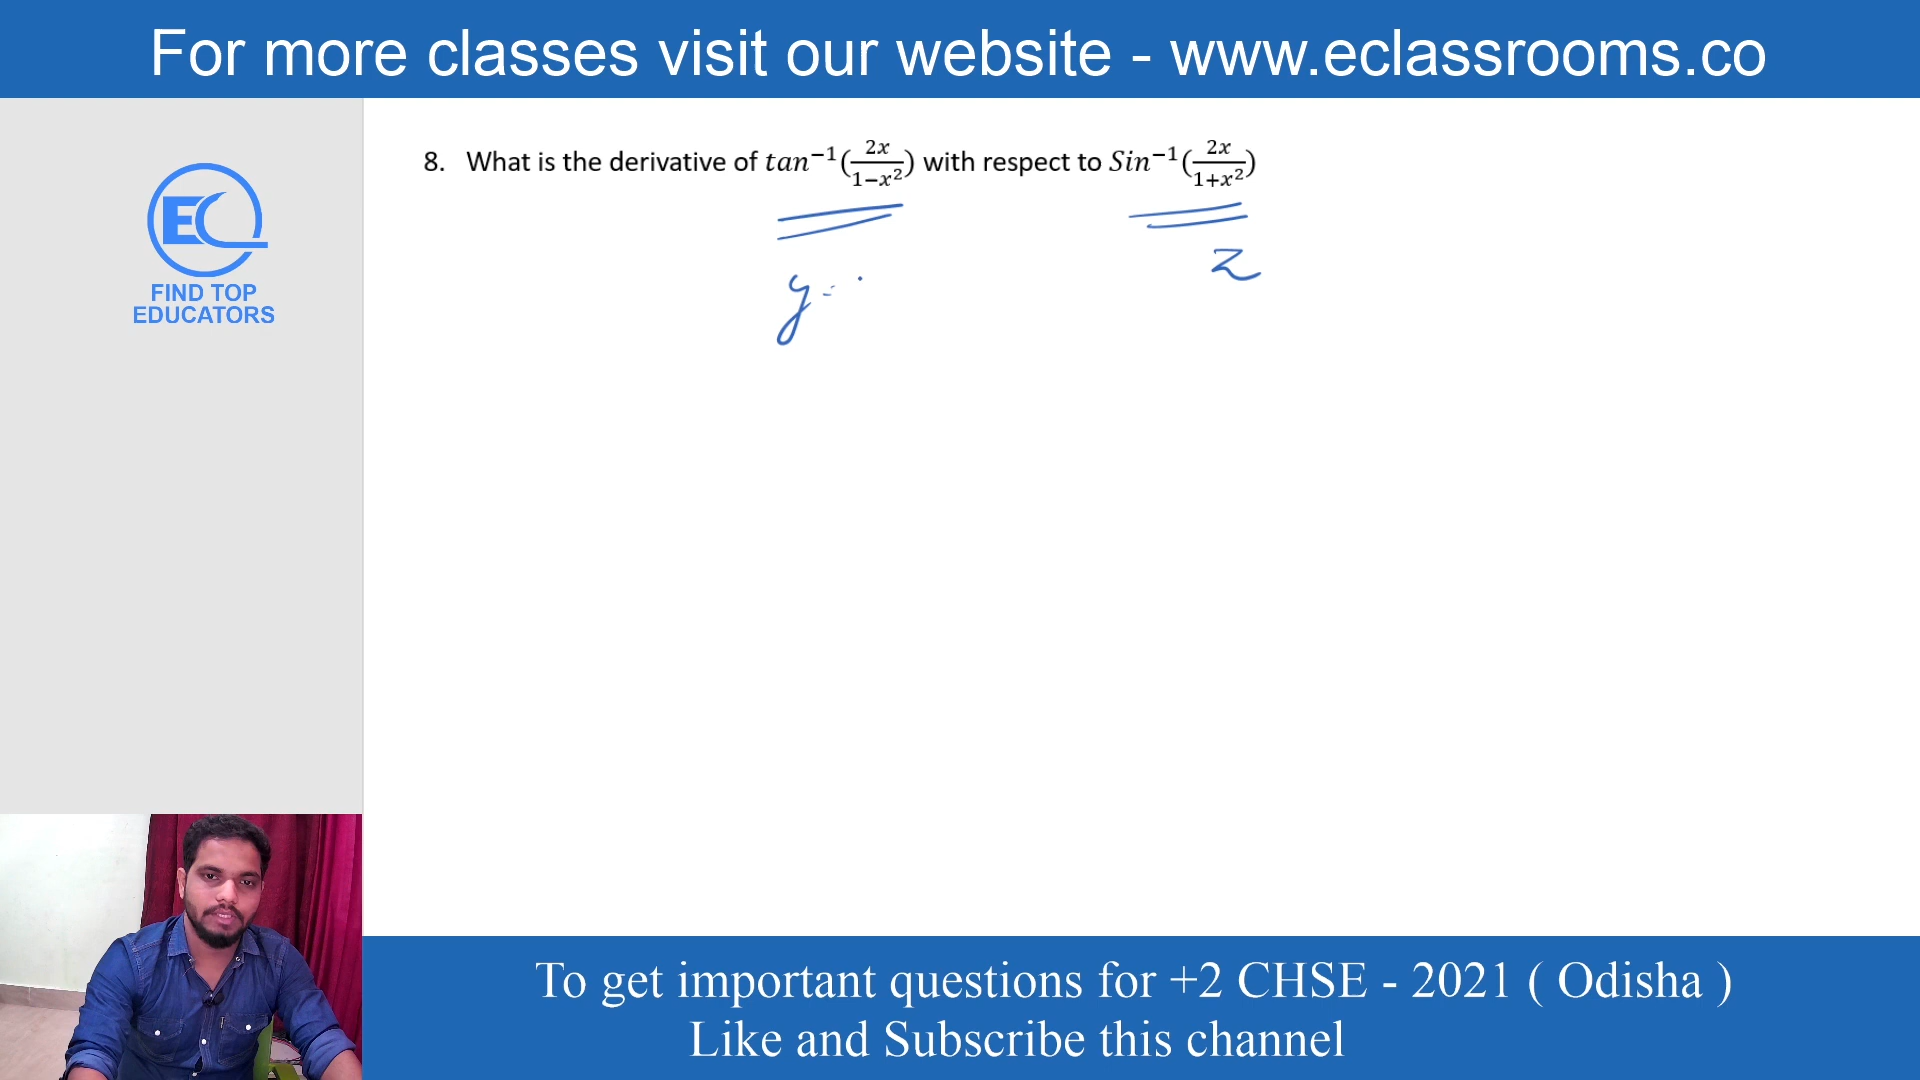 For more classes visit our website - www.eclassrooms.co
EC
FIND TOP
EDUCATORS
8. What is the derivative of tan⁻¹(2x/(1−x²)) with respect to Sin⁻¹(2x/(1+x²))
y = z
To get important questions for +2 CHSE - 2021 ( Odisha )
Like and Subscribe this channel